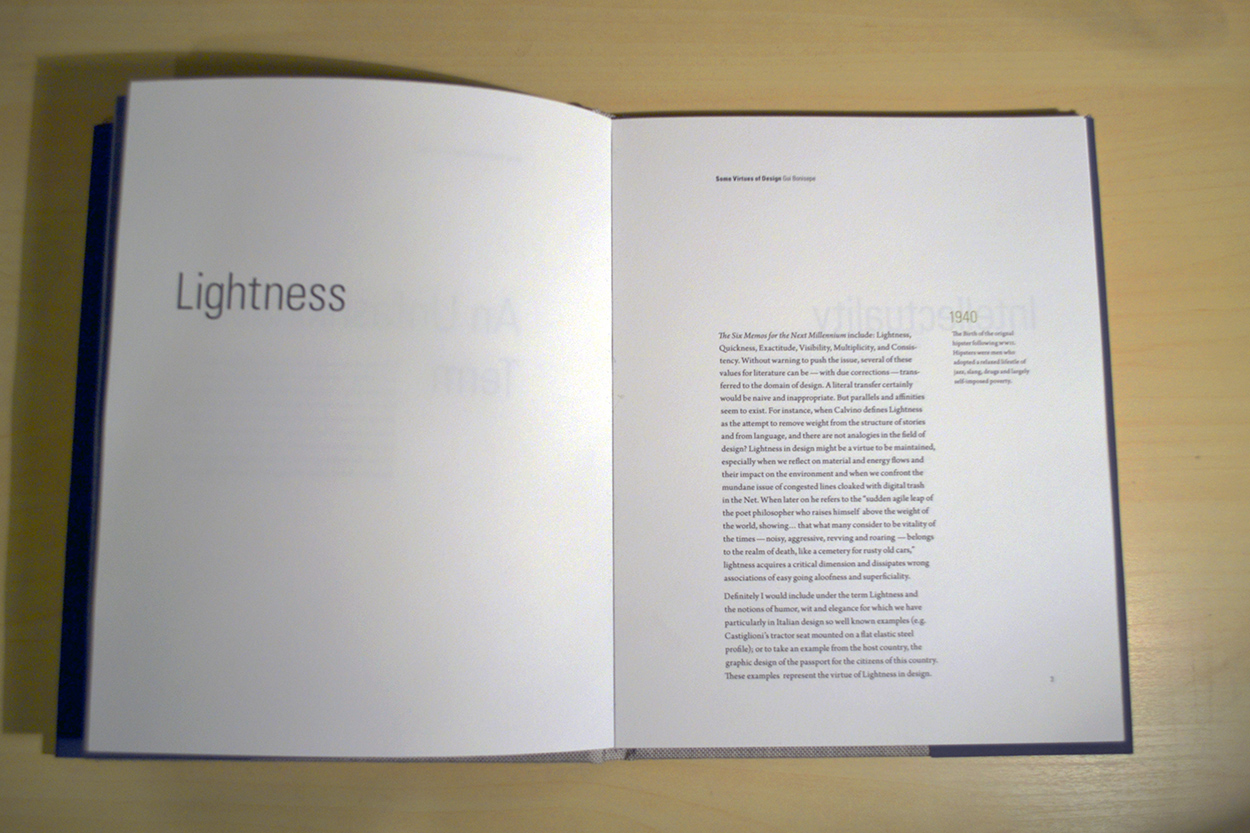 Lightness
Some Virtues of Design Gui Bonsiepe
The Six Memos for the Next Millennium include: Lightness,
Quickness, Exactitude, Visibility, Multiplicity, and Consis-
tency. Without warning to push the issue, several of these
values for literature can be — with due corrections — trans-
ferred to the domain of design. A literal transfer certainly
would be naive and inappropriate. But parallels and affinities
seem to exist. For instance, when Calvino defines Lightness
as the attempt to remove weight from the structure of stories
and from language, and there are not analogies in the field of
design? Lightness in design might be a virtue to be maintained,
especially when we reflect on material and energy flows and
their impact on the environment and when we confront the
mundane issue of congested lines cloaked with digital trash
in the Net. When later on he refers to the "sudden agile leap of
the poet philosopher who raises himself above the weight of
the world, showing... that what many consider to be vitality of
the times — noisy, aggressive, revving and roaring — belongs
to the realm of death, like a cemetery for rusty old cars,"
lightness acquires a critical dimension and dissipates wrong
associations of easy going aloofness and superficiality.
Definitely I would include under the term Lightness and
the notions of humor, wit and elegance for which we have
particularly in Italian design so well known examples (e.g.
Castiglioni's tractor seat mounted on a flat elastic steel
profile); or to take an example from the host country, the
graphic design of the passport for the citizens of this country.
These examples represent the virtue of Lightness in design.
1940
The Birth of the original
hipster following WWII.
Hipsters were men who
adopted a relaxed lifestle of
jazz, slang, drugs and largely
self-imposed poverty.
3